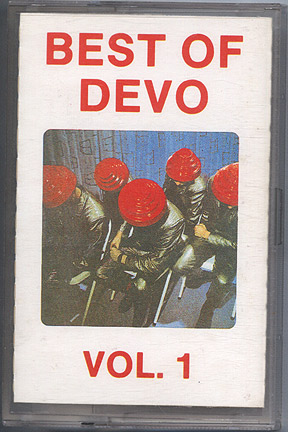 BEST OF
DEVO
VOL. 1